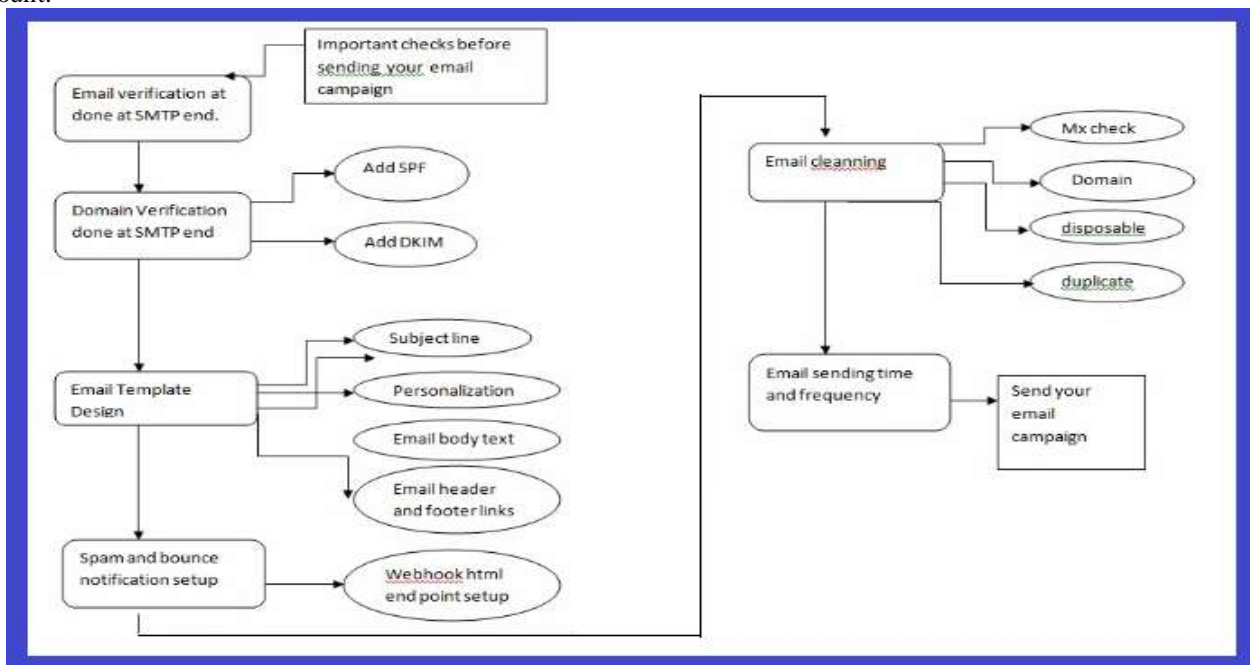 Important checks before
sending your email
campaign
Email verification at
done at SMTP end.
Add SPF
Domain Verification
done at SMTP end
Add DKIM
Subject line
Email Template
Design
Personalization
Email body text
Email header
and footer links
Spam and bounce
notification setup
Webhook html
end point setup
Email cleanning
Mx check
Domain
disposable
duplicate
Email sending time
and frequency
Send your
email
campaign